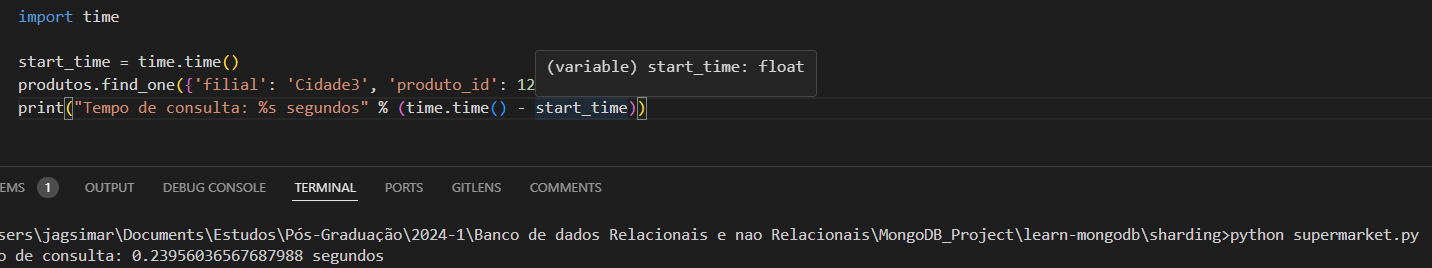 import time
start_time = time.time()
(variable) start_time: float
produtos.find_one({'filial': 'Cidade3', 'produto_id': 12
print("Tempo de consulta: %s segundos" % (time.time() - start_time))
EMS 1 OUTPUT DEBUG CONSOLE TERMINAL PORTS GITLENS COMMENTS
sers\jagsimar\Documents\Estudos\Pós-Graduação\2024-1\Banco de dados Relacionais e nao Relacionais\MongoDB_Project\learn-mongodb\sharding>python supermarket.py
o de consulta: 0.23956036567687988 segundos